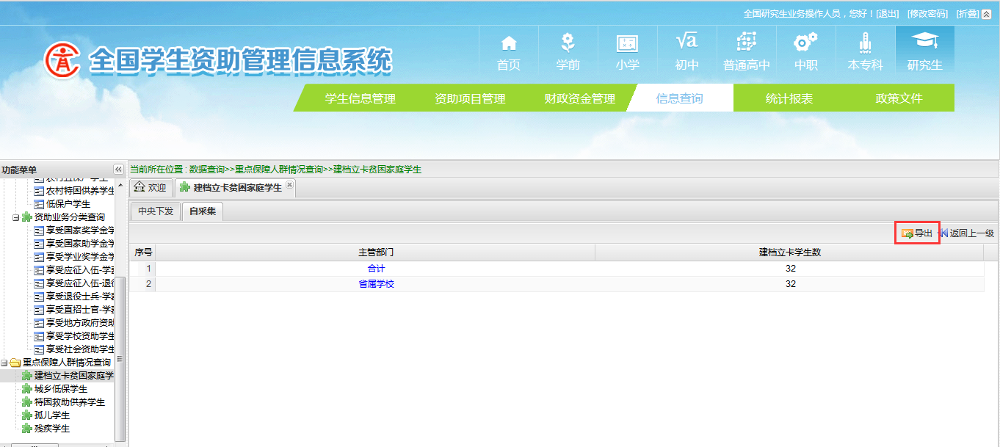 全国研究生业务操作人员，您好！[退出] [修改密码] [折叠]
全国学生资助管理信息系统
首页 学前 小学 初中 普通高中 中职 本专科 研究生
学生信息管理 资助项目管理 财政资金管理 信息查询 统计报表 政策文件
功能菜单
农村五保户学生
农村特困供养学生
低保户学生
资助业务分类查询
享受国家奖学金学
享受国家助学金学
享受学业奖学金学
享受应征入伍-学费
享受应征入伍-退役
享受退役士兵-学费
享受直招士官-学费
享受地方政府资助
享受学校资助学生
享受社会资助学生
重点保障人群情况查询
建档立卡贫困家庭学
城乡低保学生
特困救助供养学生
孤儿学生
残疾学生
当前所在位置 : 数据查询>>重点保障人群情况查询>>建档立卡贫困家庭学生
欢迎 建档立卡贫困家庭学生
中央下发 自采集
导出 返回上一级
序号 主管部门 建档立卡学生数
1 合计 32
2 省属学校 32